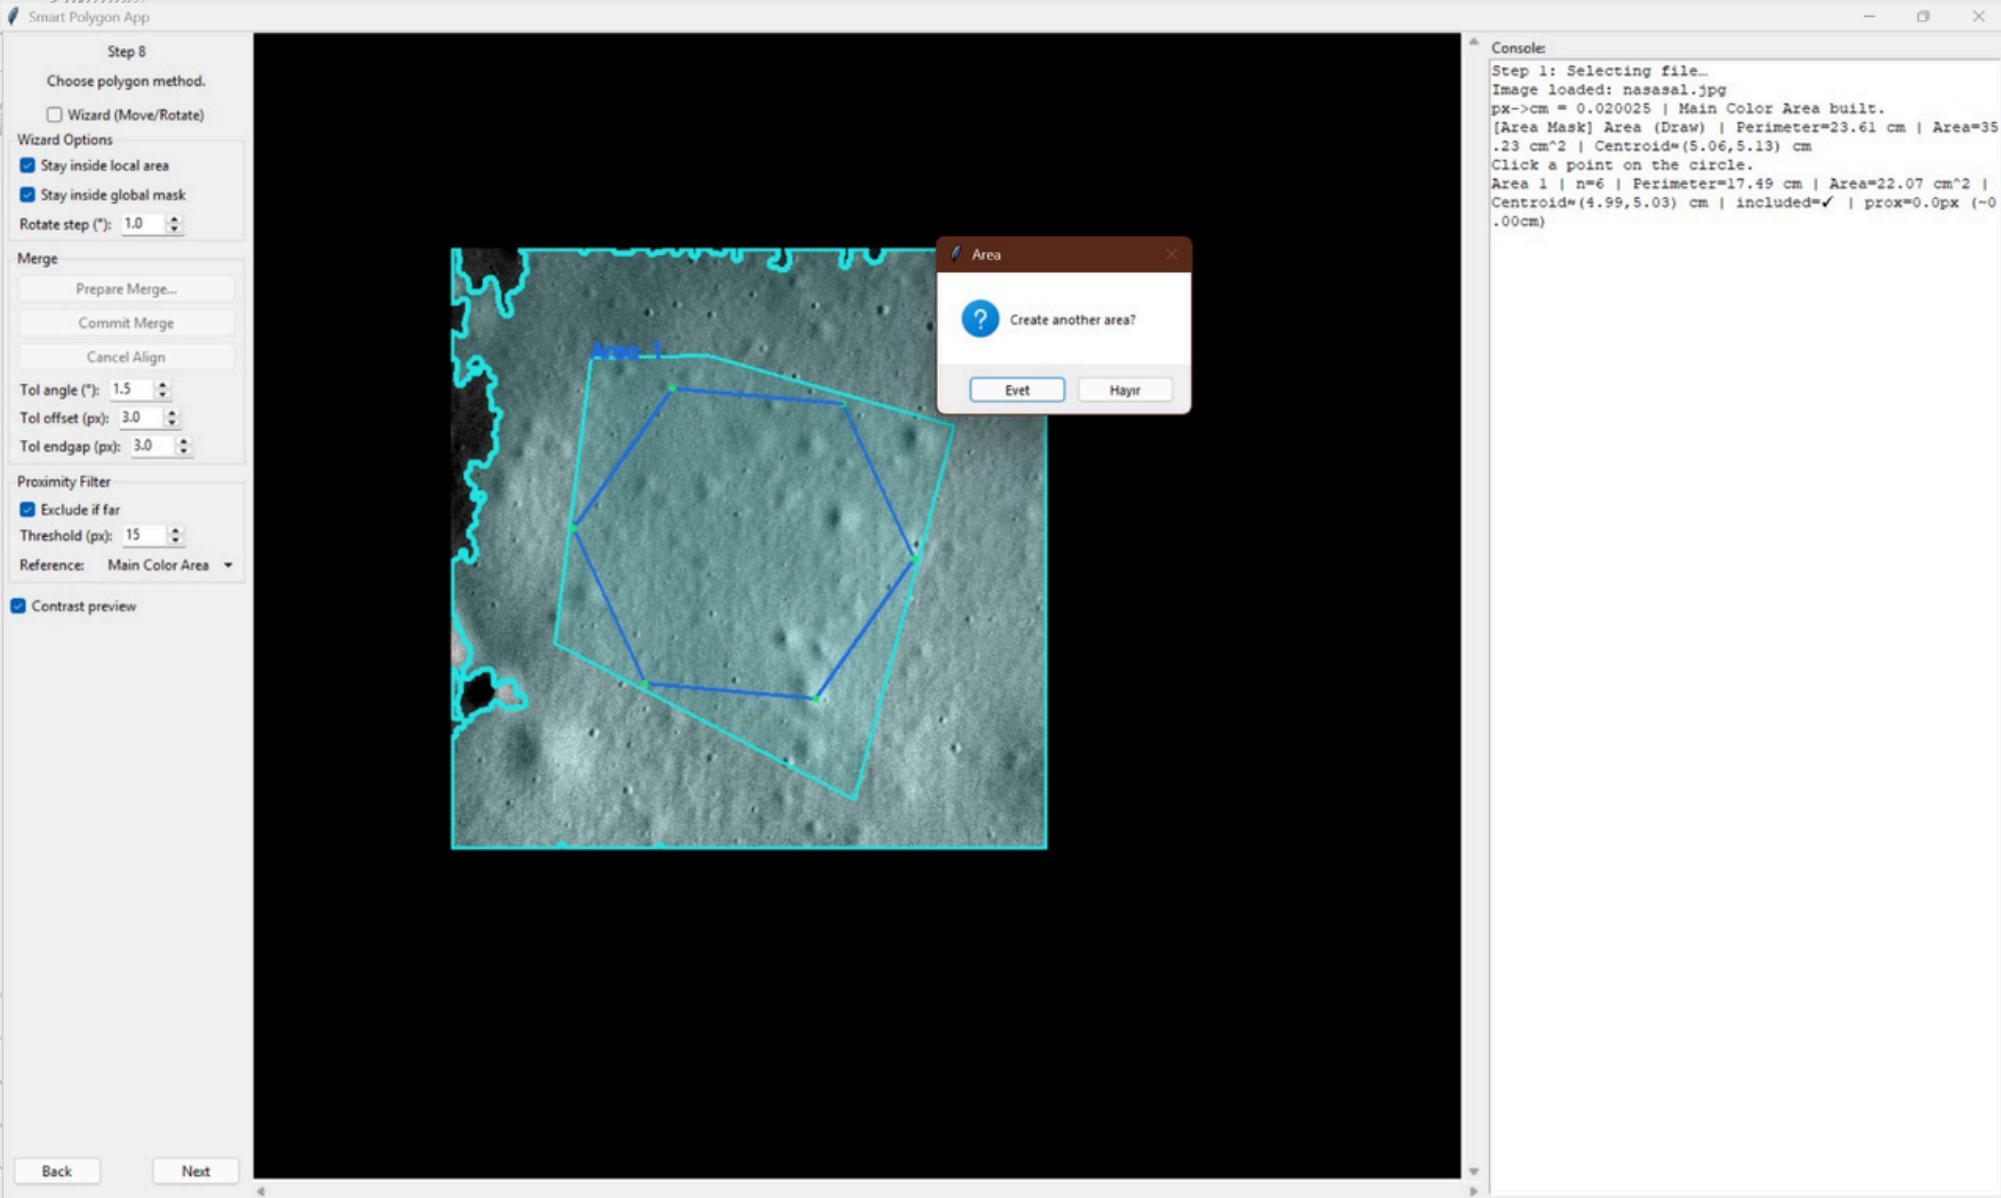 Smart Polygon App
Step 8
Choose polygon method.
Wizard (Move/Rotate)
Wizard Options
Stay inside local area
Stay inside global mask
Rotate step (°): 1.0
Merge
Prepare Merge...
Commit Merge
Cancel Align
Tol angle (°): 1.5
Tol offset (px): 3.0
Tol endgap (px): 3.0
Proximity Filter
Exclude if far
Threshold (px): 15
Reference: Main Color Area
Contrast preview
Back
Next
Area 1
Area
Create another area?
Evet
Hayır
Console:
Step 1: Selecting file…
Image loaded: nasasal.jpg
px->cm = 0.020025 | Main Color Area built.
[Area Mask] Area (Draw) | Perimeter=23.61 cm | Area=35
.23 cm^2 | Centroid≈(5.06,5.13) cm
Click a point on the circle.
Area 1 | n=6 | Perimeter=17.49 cm | Area=22.07 cm^2 |
Centroid≈(4.99,5.03) cm | included=✓ | prox=0.0px (~0
.00cm)